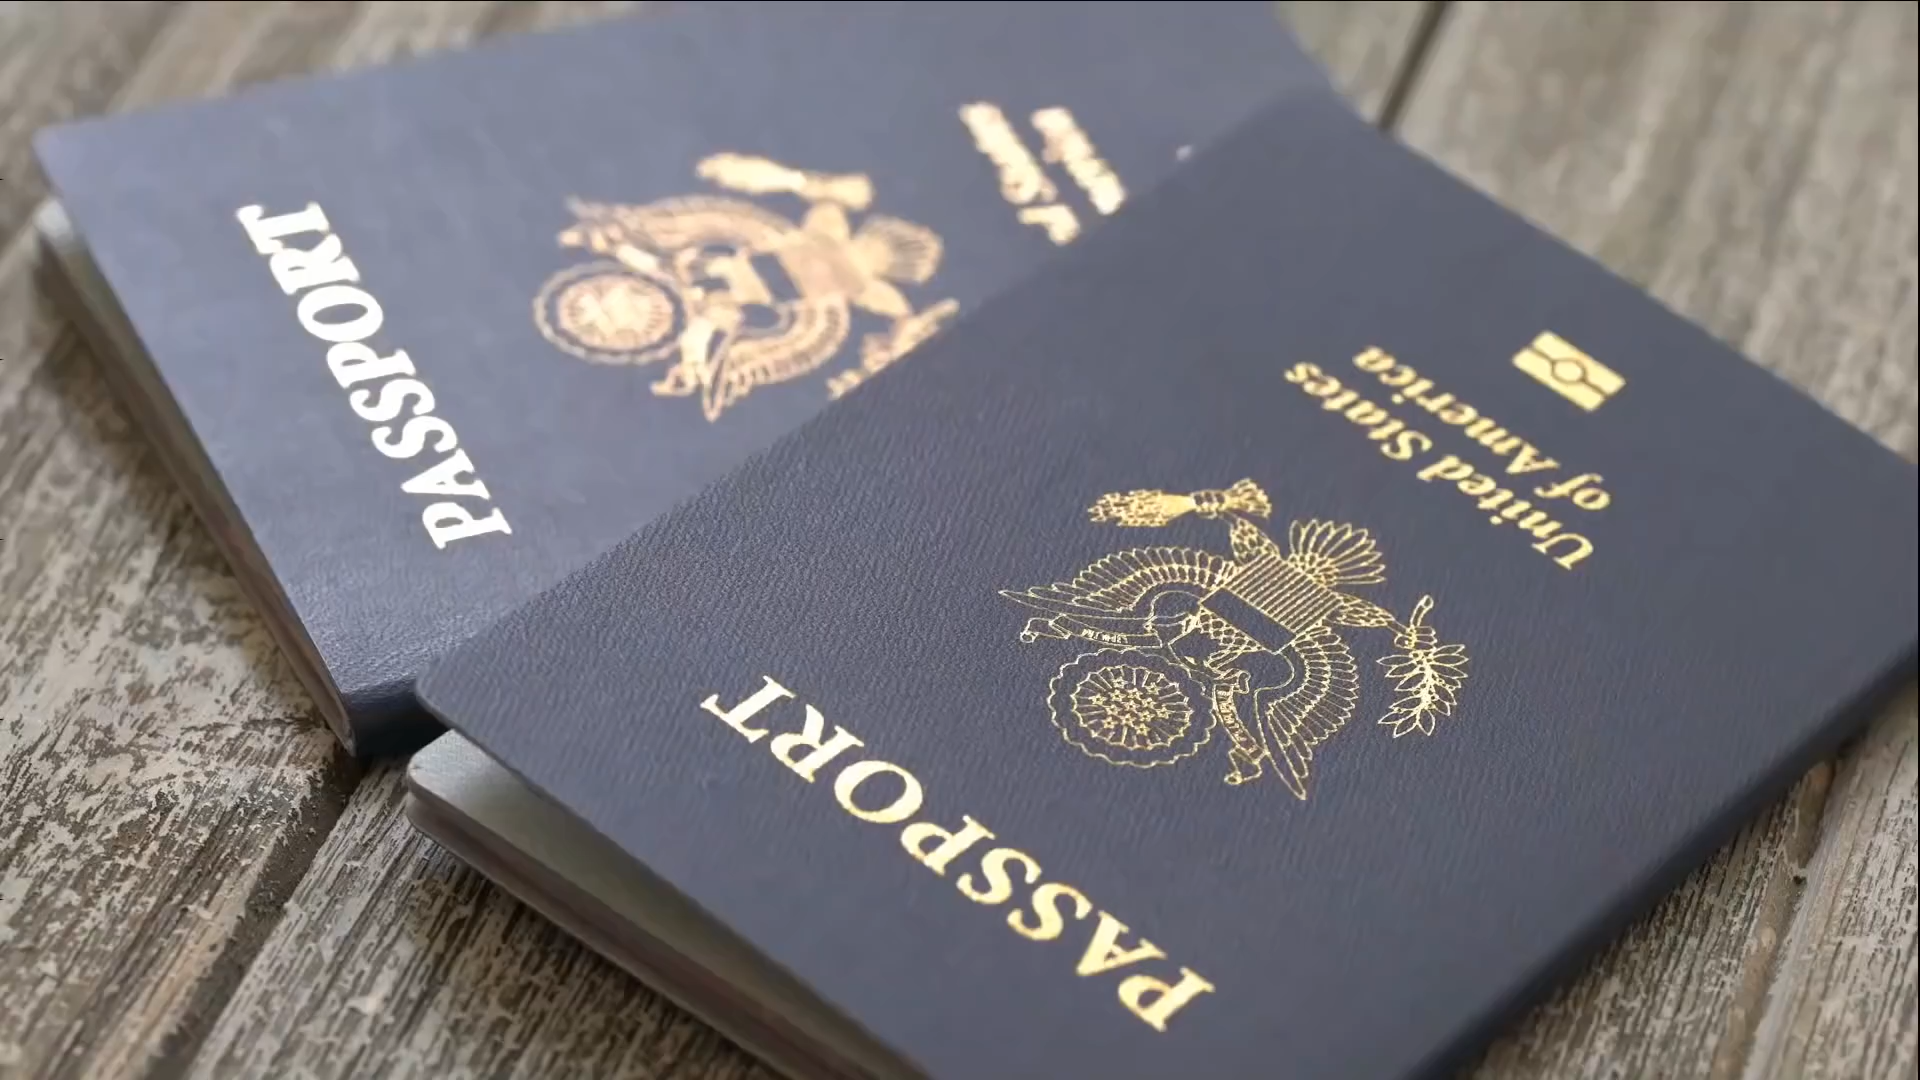 PASSPORT
PASSPORT
United States
of America